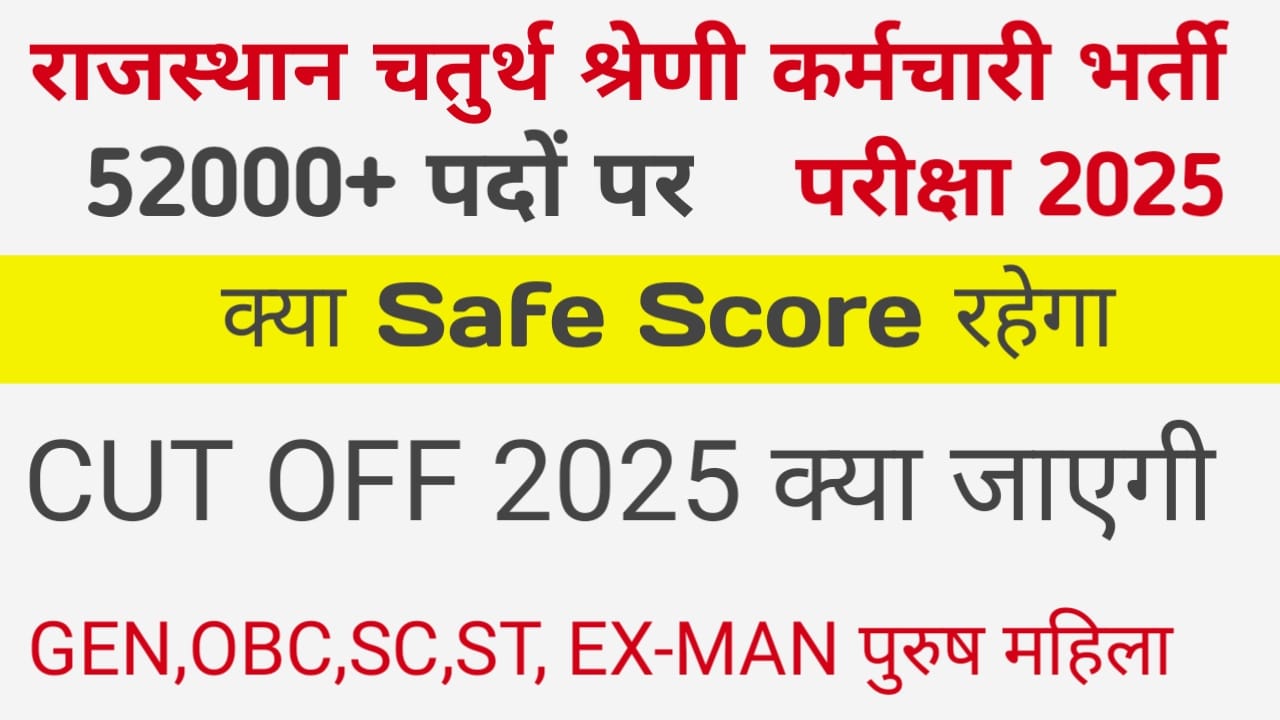 राजस्थान चतुर्थ श्रेणी कर्मचारी भर्ती
52000+ पदों पर परीक्षा 2025
क्या Safe Score रहेगा
CUT OFF 2025 क्या जाएगी
GEN,OBC,SC,ST, EX-MAN पुरुष महिला